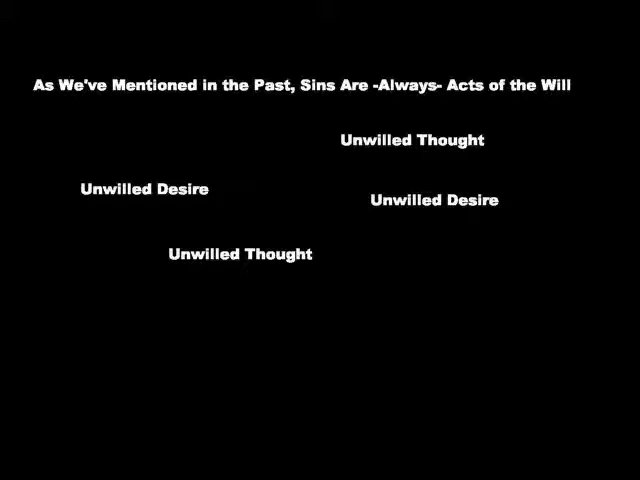 As We've Mentioned in the Past, Sins Are -Always- Acts of the Will
Unwilled Thought
Unwilled Desire
Unwilled Desire
Unwilled Thought